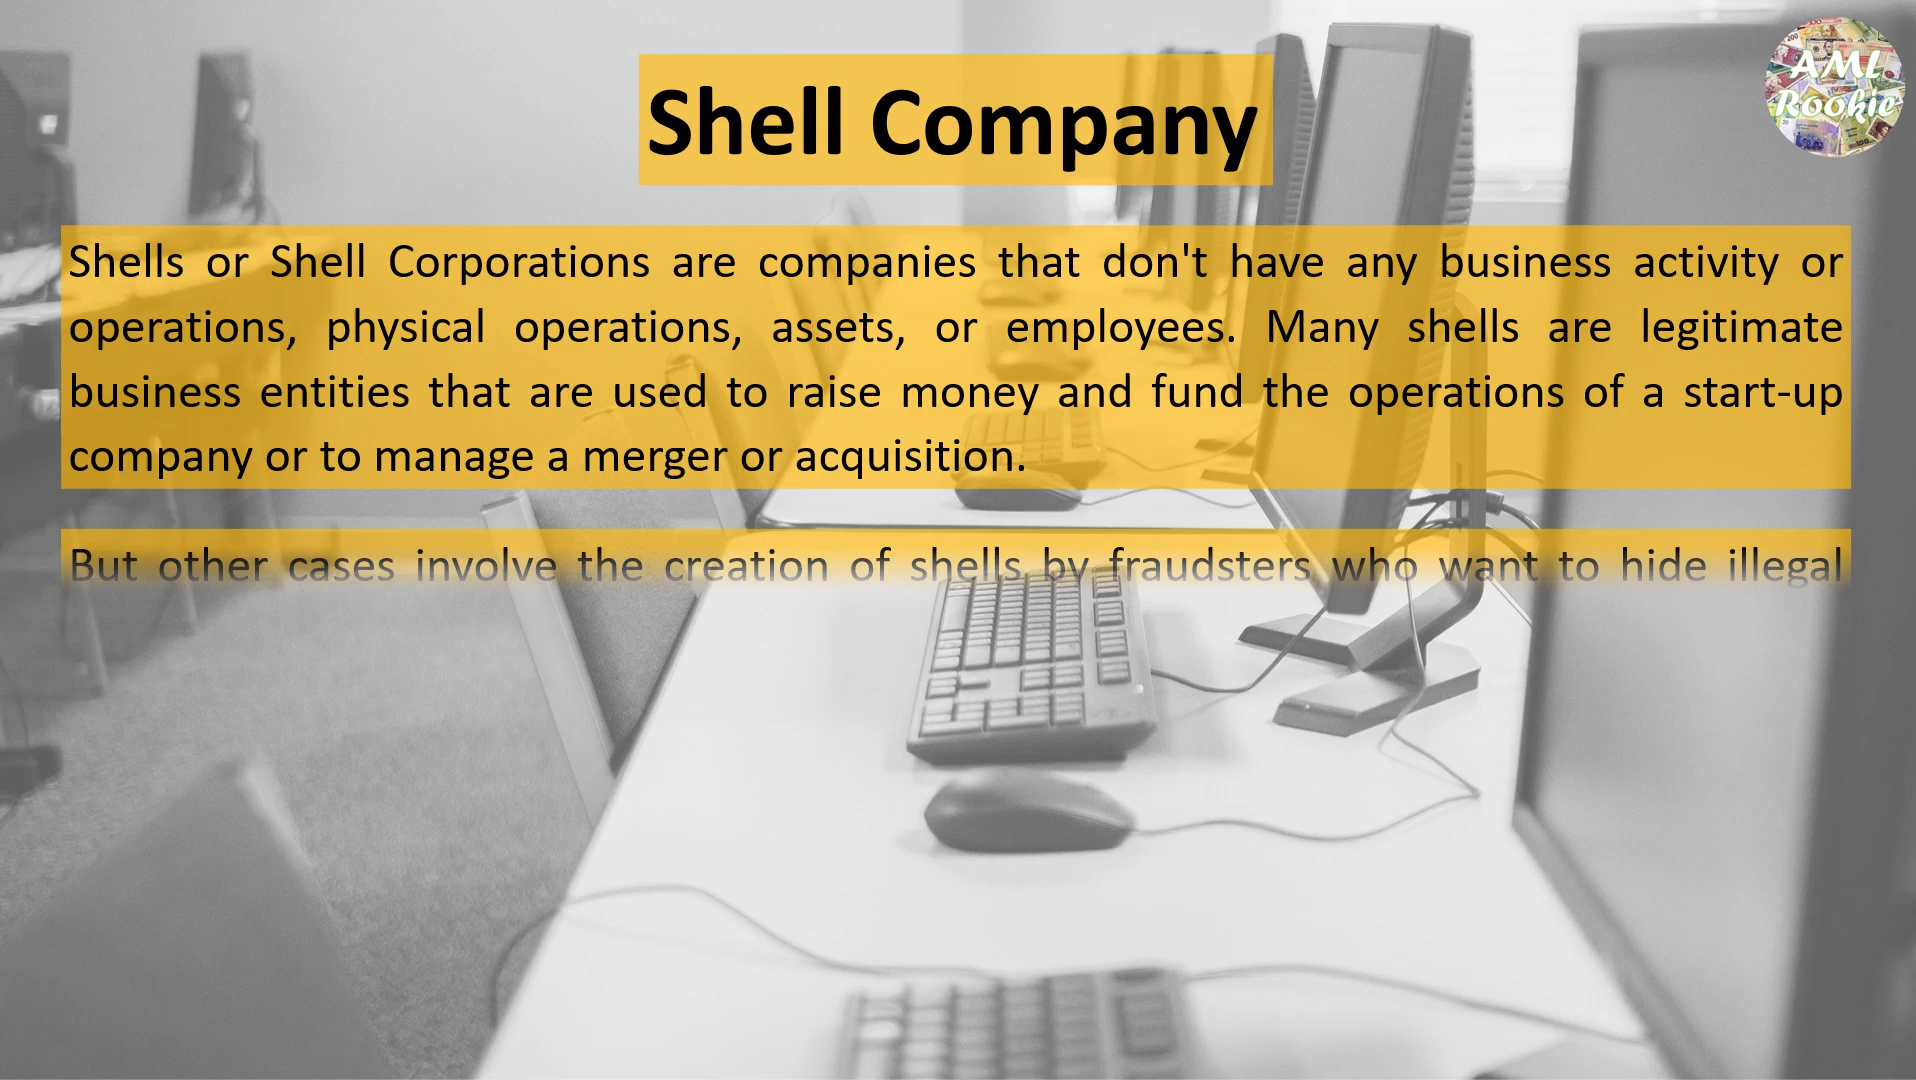 AML
Rookie
Shell Company
Shells or Shell Corporations are companies that don't have any business activity or
operations, physical operations, assets, or employees. Many shells are legitimate
business entities that are used to raise money and fund the operations of a start-up
company or to manage a merger or acquisition.
But other cases involve the creation of shells by fraudsters who want to hide illegal